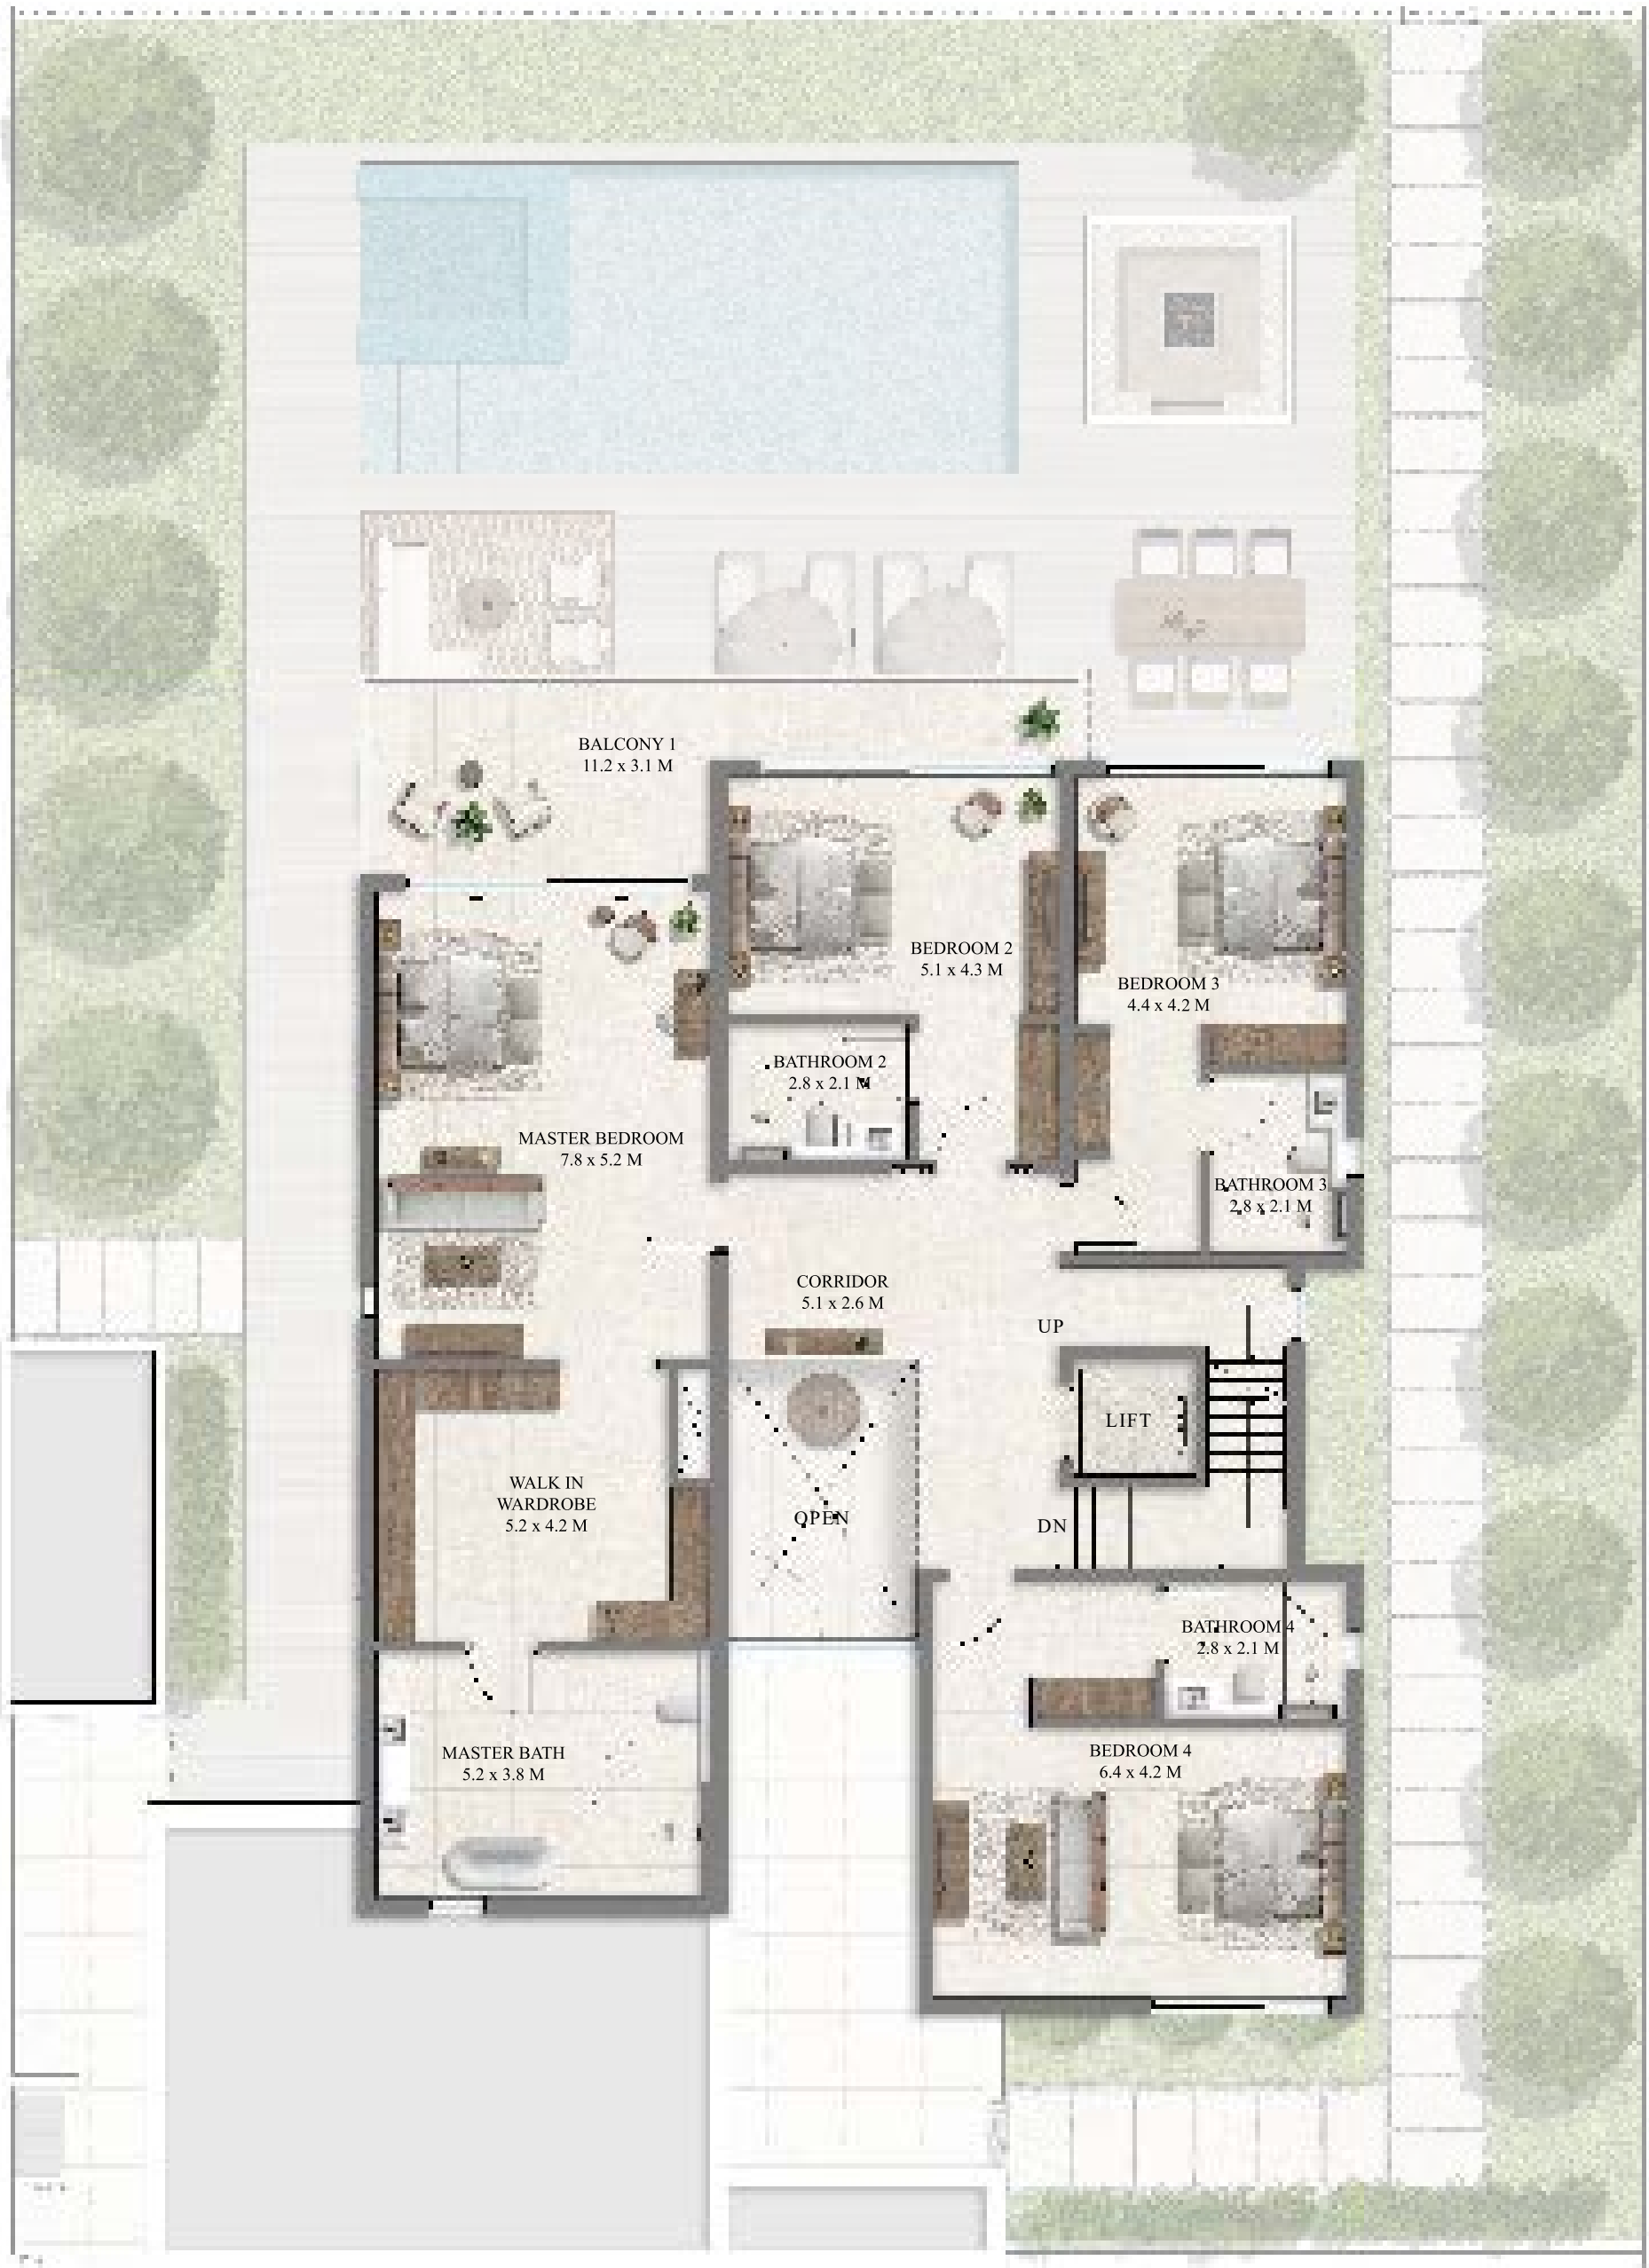 BALCONY 1
11.2 x 3.1 M
BEDROOM 2
5.1 x 4.3 M
BEDROOM 3
4.4 x 4.2 M
BATHROOM 2
2.8 x 2.1 M
MASTER BEDROOM
7.8 x 5.2 M
BATHROOM 3
2.8 x 2.1 M
CORRIDOR
5.1 x 2.6 M
UP
LIFT
WALK IN
WARDROBE
5.2 x 4.2 M
OPEN
DN
BATHROOM 4
2.8 x 2.1 M
MASTER BATH
5.2 x 3.8 M
BEDROOM 4
6.4 x 4.2 M